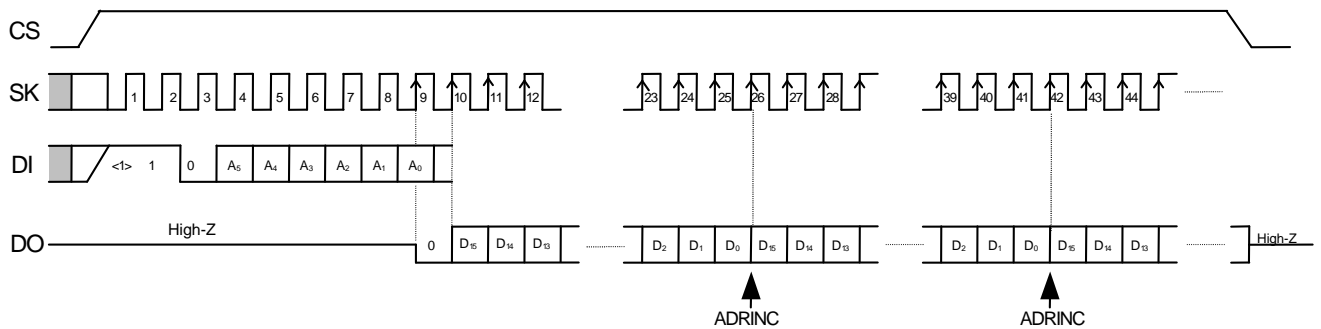 CS
SK 1 2 3 4 5 6 7 8 9 10 11 12 23 24 25 26 27 28 39 40 41 42 43 44
DI <1> 1 0 A5 A4 A3 A2 A1 A0
DO High-Z 0 D15 D14 D13 D2 D1 D0 D15 D14 D13 D2 D1 D0 D15 D14 D13 High-Z
ADRINC ADRINC